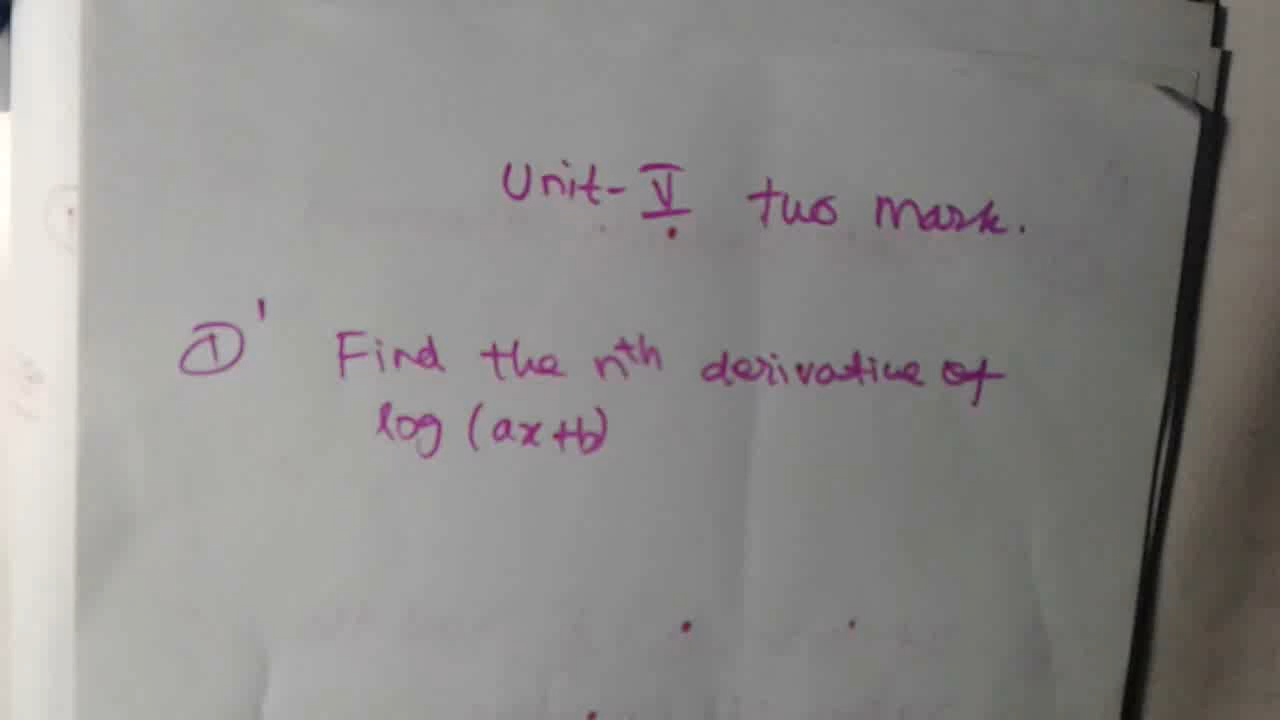 Unit-V two mark.
① Find the nth derivative of
log (ax+b)